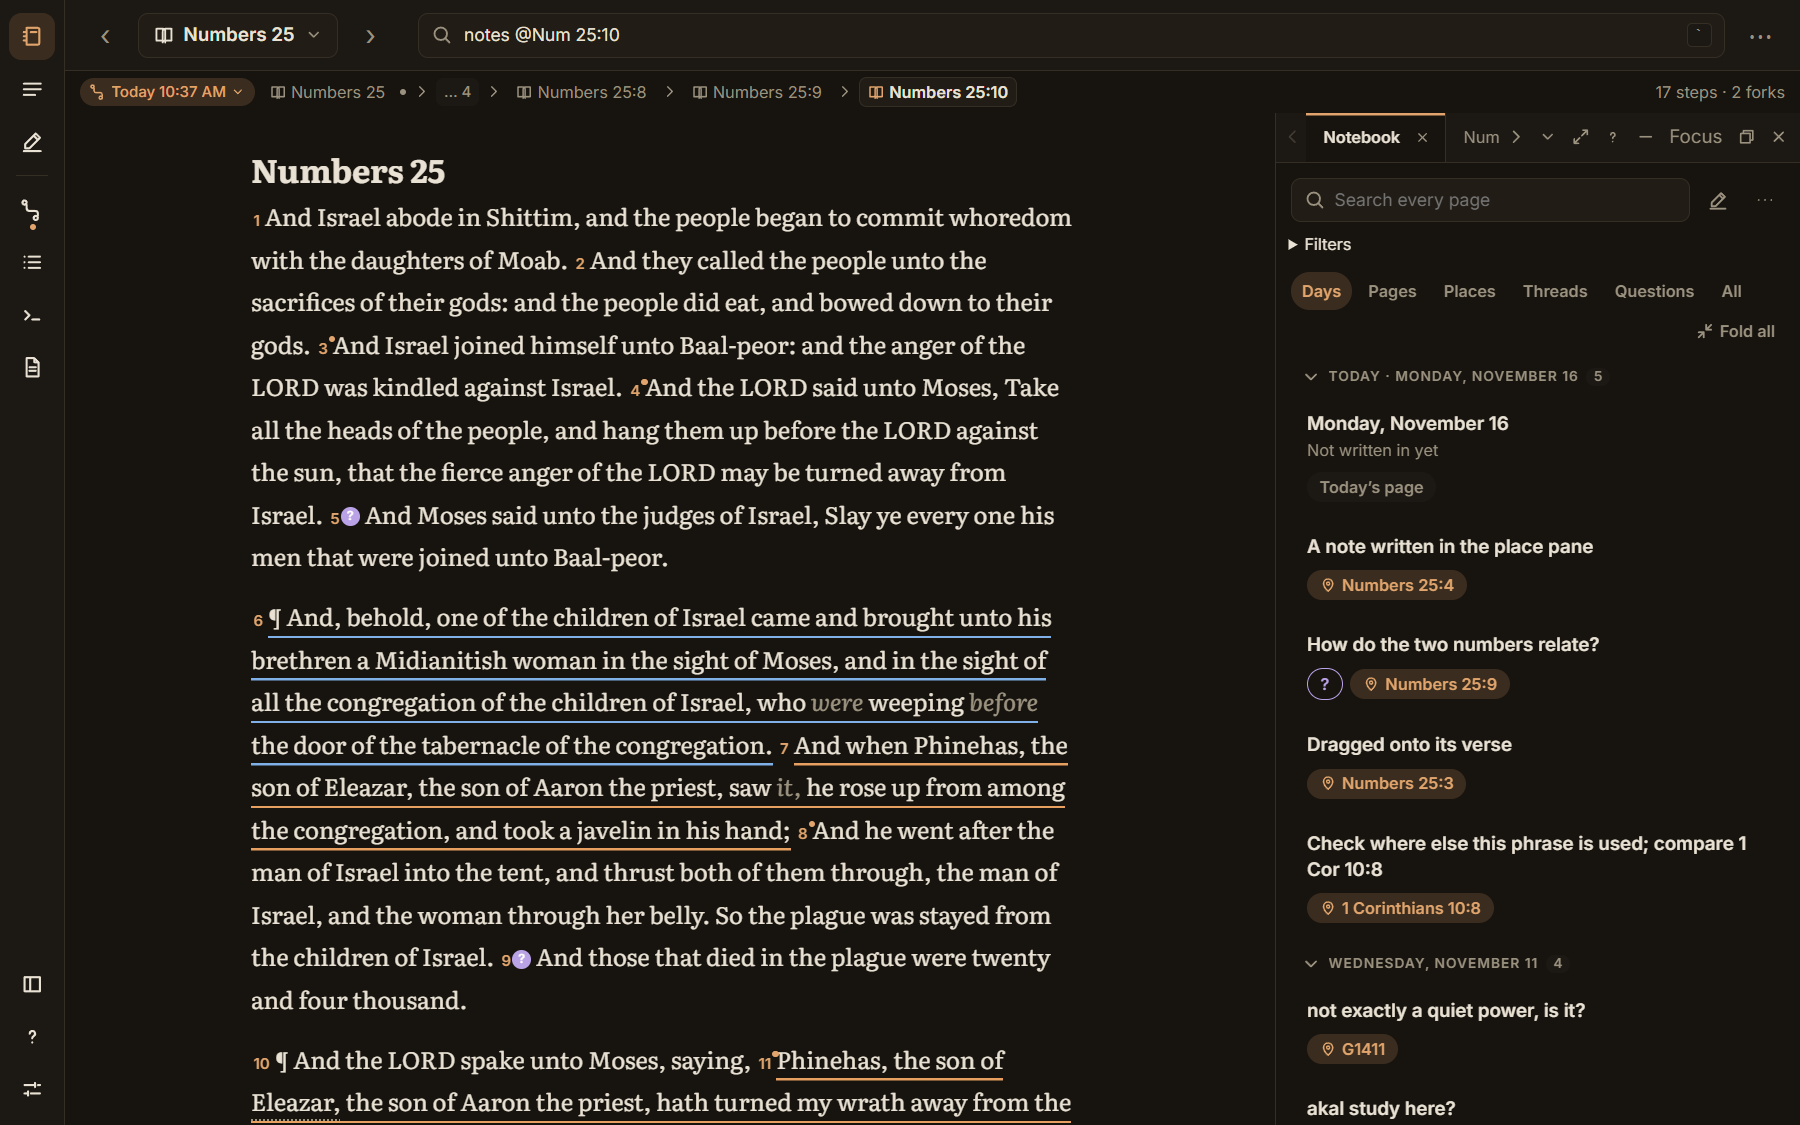 Numbers 25
notes @Num 25:10
`
Today 10:37 AM
Numbers 25
... 4
Numbers 25:8
Numbers 25:9
Numbers 25:10
17 steps · 2 forks
Numbers 25
1 And Israel abode in Shittim, and the people began to commit whoredom
with the daughters of Moab. 2 And they called the people unto the
sacrifices of their gods: and the people did eat, and bowed down to their
gods. 3 And Israel joined himself unto Baal-peor: and the anger of the
LORD was kindled against Israel. 4 And the LORD said unto Moses, Take
all the heads of the people, and hang them up before the LORD against
the sun, that the fierce anger of the LORD may be turned away from
Israel. 5 ? And Moses said unto the judges of Israel, Slay ye every one his
men that were joined unto Baal-peor.
6 ¶ And, behold, one of the children of Israel came and brought unto his
brethren a Midianitish woman in the sight of Moses, and in the sight of
all the congregation of the children of Israel, who were weeping before
the door of the tabernacle of the congregation. 7 And when Phinehas, the
son of Eleazar, the son of Aaron the priest, saw it, he rose up from among
the congregation, and took a javelin in his hand; 8 And he went after the
man of Israel into the tent, and thrust both of them through, the man of
Israel, and the woman through her belly. So the plague was stayed from
the children of Israel. 9 ? And those that died in the plague were twenty
and four thousand.
10 ¶ And the LORD spake unto Moses, saying, 11 Phinehas, the son of
Eleazar, the son of Aaron the priest, hath turned my wrath away from the
Notebook
Num
?
Focus
Search every page
Filters
Days
Pages
Places
Threads
Questions
All
Fold all
TODAY · MONDAY, NOVEMBER 16 5
Monday, November 16
Not written in yet
Today's page
A note written in the place pane
Numbers 25:4
How do the two numbers relate?
? Numbers 25:9
Dragged onto its verse
Numbers 25:3
Check where else this phrase is used; compare 1
Cor 10:8
1 Corinthians 10:8
WEDNESDAY, NOVEMBER 11 4
not exactly a quiet power, is it?
G1411
akal study here?
?